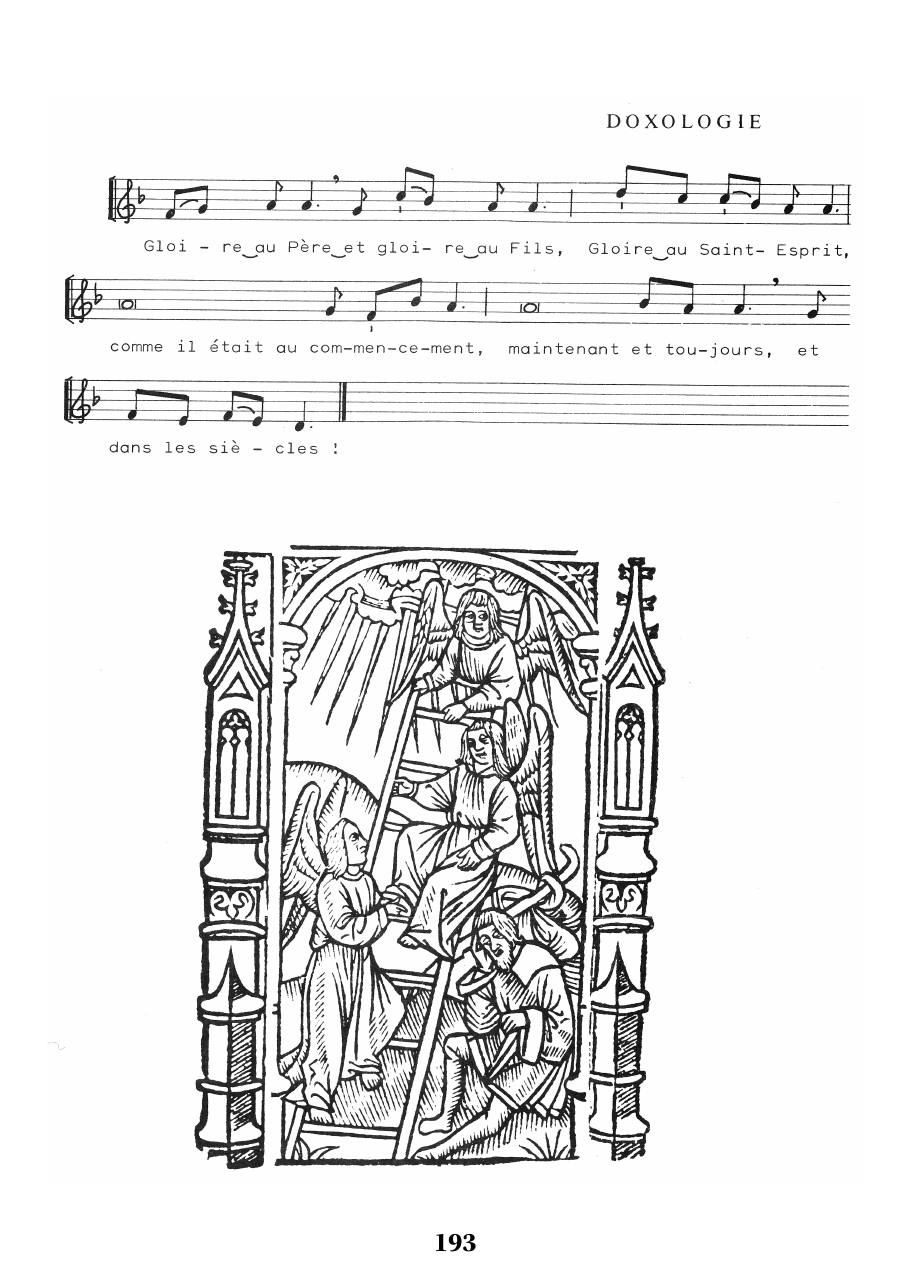 DOXOLOGIE
Gloi - re‿au Père‿et gloi- re‿au Fils, Gloire‿au Saint- Esprit,
comme il était au com-men-ce-ment, maintenant et tou-jours, et
dans les siè - cles !
193